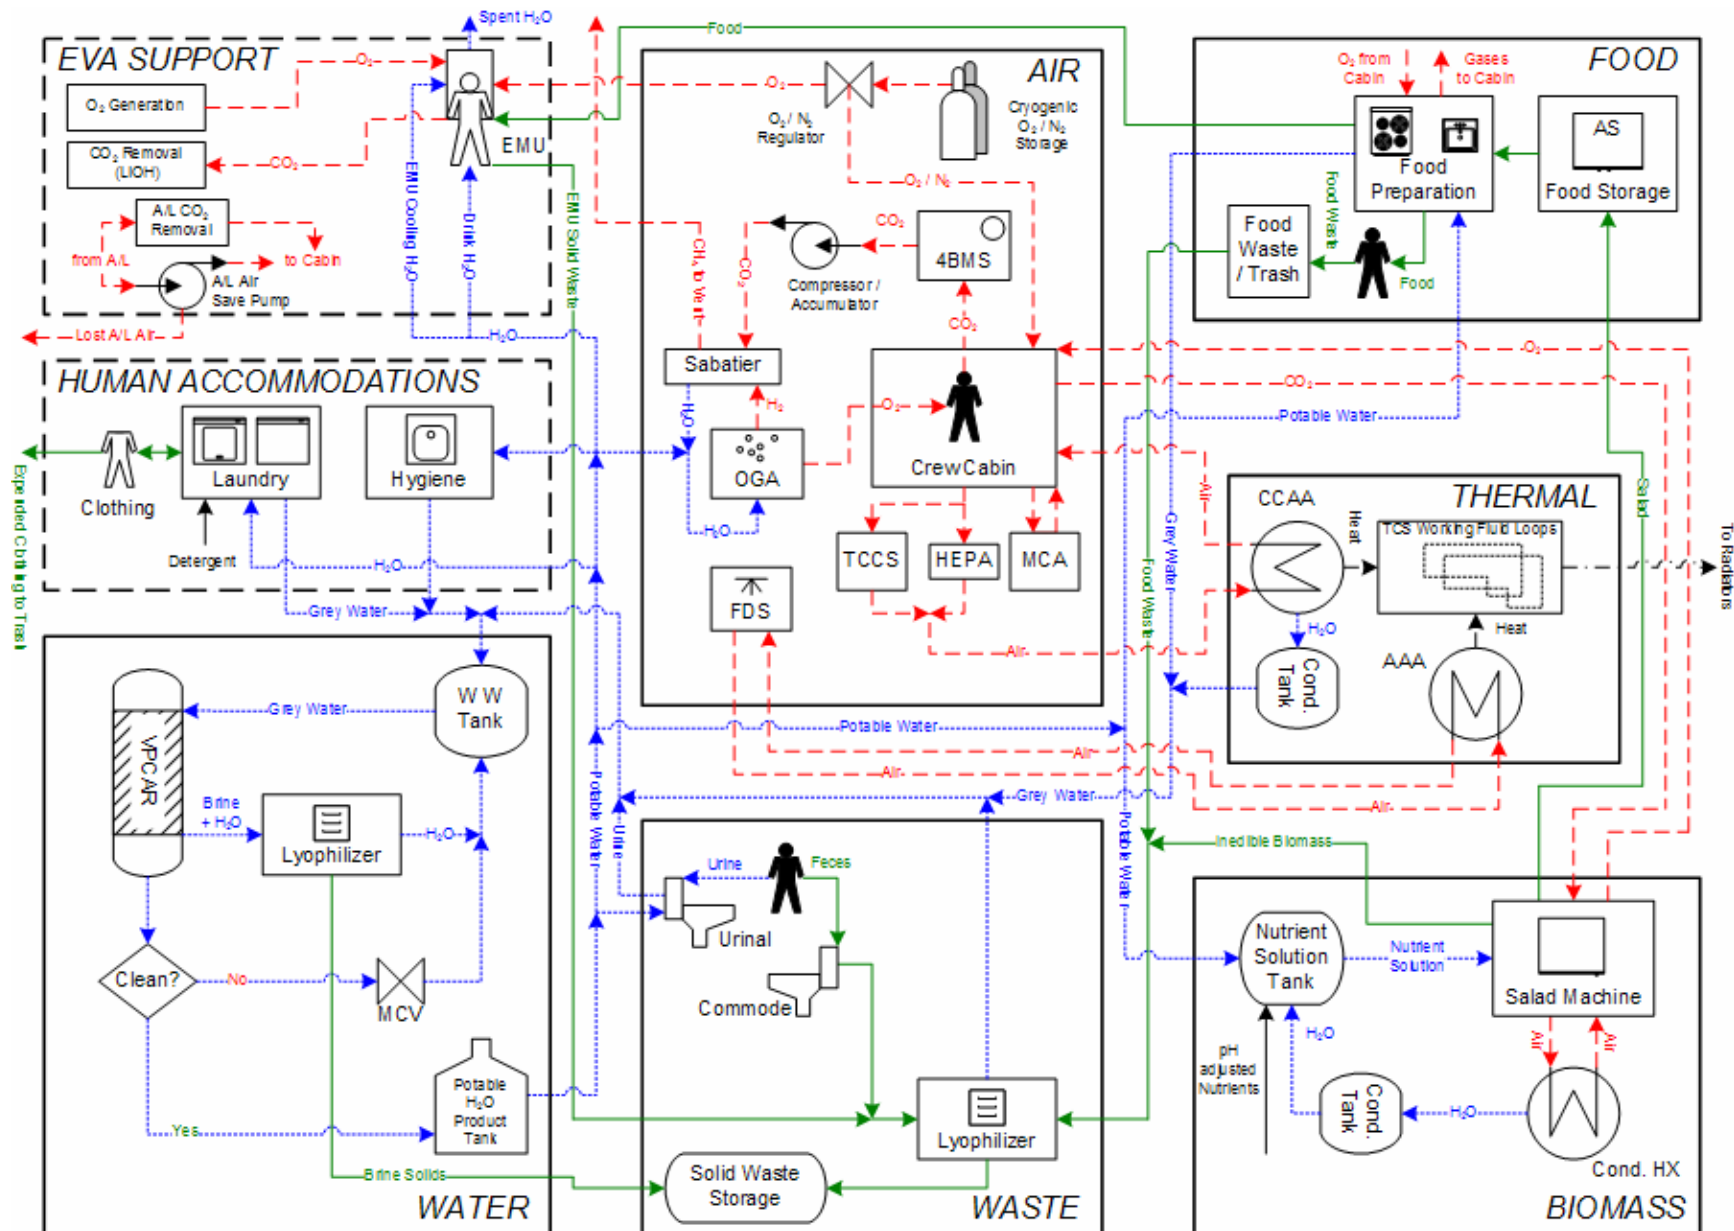 Spent H₂O
EVA SUPPORT
O₂
O₂ Generation
CO₂ Removal
(LIOH)
CO₂
EMU
A/L CO₂
Removal
from A/L
to Cabin
A/L Air
Save Pump
Lost A/L Air
EMU Cooling H₂O
Drink H₂O
H₂O
EMU Solid Waste
Food
AIR
O₂
O₂ / N₂
Regulator
Cryogenic
O₂ / N₂
Storage
O₂ / N₂
CH₄ to Vent
CO₂
CO₂
4BMS
Compressor /
Accumulator
CO₂
Sabatier
H₂
H₂O
O₂
OGA
H₂O
Crew Cabin
TCCS
HEPA
MCA
FDS
Air
FOOD
O₂ from
Cabin
Gases
to Cabin
AS
Food
Preparation
Food Storage
Food Waste
Food
Waste
/ Trash
Food
O₂
CO₂
Potable Water
HUMAN ACCOMMODATIONS
Laundry
Hygiene
Clothing
Detergent
H₂O
Expended Clothing to Trash
Grey Water
THERMAL
CCAA
Heat
TCS Working Fluid Loops
To Radiators
Air
H₂O
Heat
AAA
Cond.
Tank
Salad
Grey Water
Food Waste
Air
Air
Air
WATER
WW
Tank
Grey Water
VPCAR
Brine
+ H₂O
Lyophilizer
H₂O
Clean?
No
MCV
Yes
Potable
H₂O
Product
Tank
Brine Solids
Potable Water
Potable Water
Urine
Grey Water
Potable Water
WASTE
Urine
Feces
Urinal
Commode
Lyophilizer
Solid Waste
Storage
BIOMASS
Inedible Biomass
Nutrient
Solution
Tank
Nutrient
Solution
Salad Machine
H₂O
Air
Air
pH
adjusted
Nutrients
Cond.
Tank
H₂O
Cond. HX